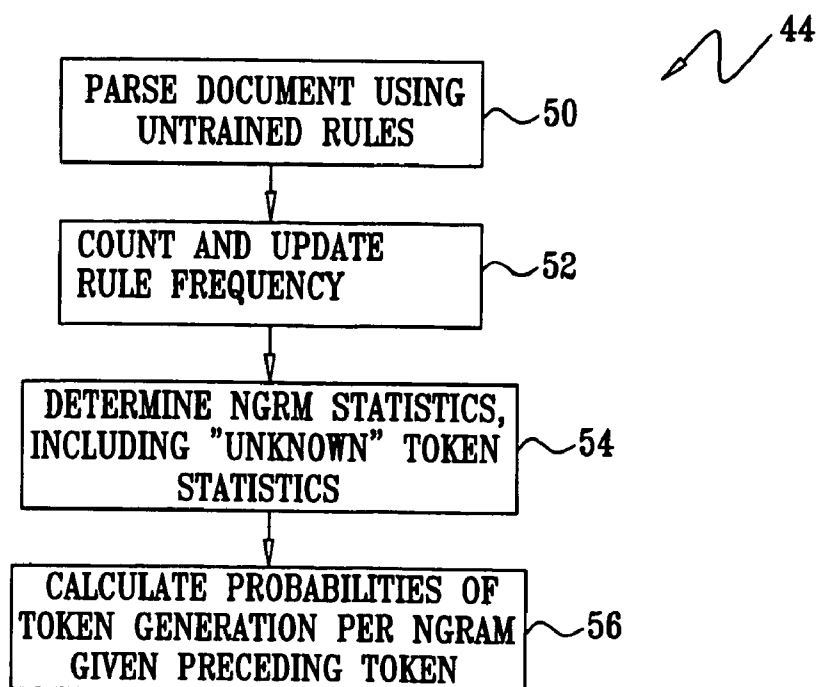 44
PARSE DOCUMENT USING
UNTRAINED RULES
50
COUNT AND UPDATE
RULE FREQUENCY
52
DETERMINE NGRM STATISTICS,
INCLUDING "UNKNOWN" TOKEN
STATISTICS
54
CALCULATE PROBABILITIES OF
TOKEN GENERATION PER NGRAM
GIVEN PRECEDING TOKEN
56